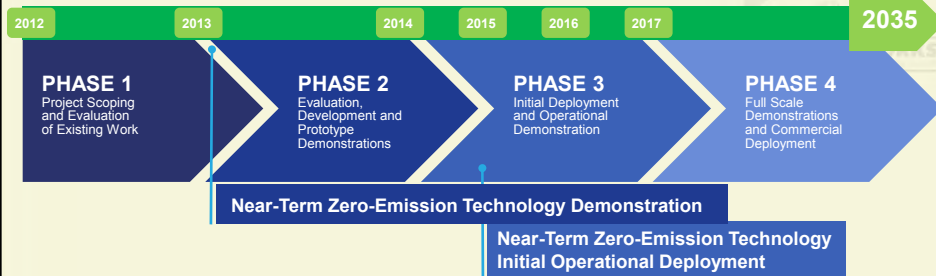 2012
2013
2014
2015
2016
2017
2035
PHASE 1
Project Scoping
and Evaluation
of Existing Work
PHASE 2
Evaluation,
Development and
Prototype
Demonstrations
PHASE 3
Initial Deployment
and Operational
Demonstration
PHASE 4
Full Scale
Demonstrations
and Commercial
Deployment
Near-Term Zero-Emission Technology Demonstration
Near-Term Zero-Emission Technology
Initial Operational Deployment